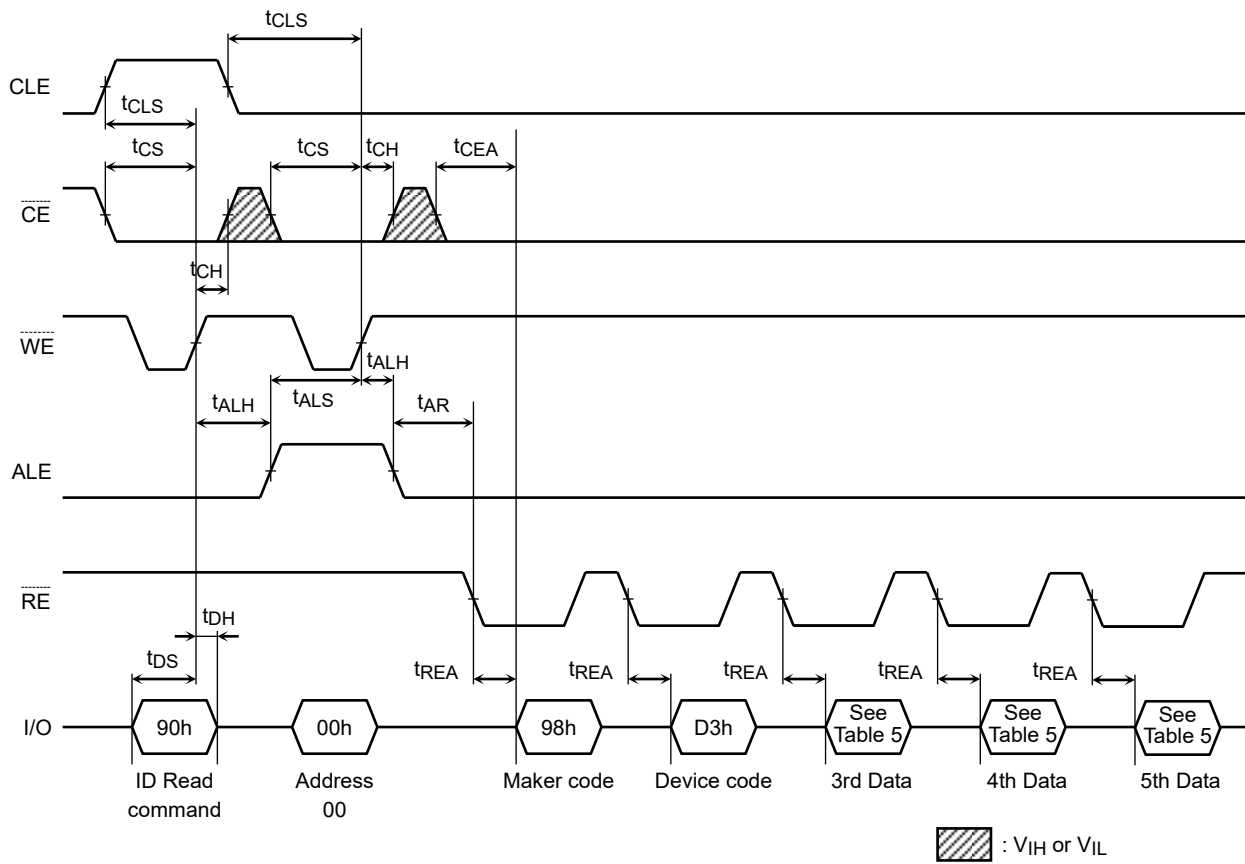 tCLS
CLE
tCLS
tCS tCS tCH tCEA
CE
tCH
WE
tALH
tALH tALS tAR
ALE
RE
tDH
tDS tREA tREA tREA tREA tREA
I/O 90h 00h 98h D3h See Table 5 See Table 5 See Table 5
ID Read command Address 00 Maker code Device code 3rd Data 4th Data 5th Data
: VIH or VIL